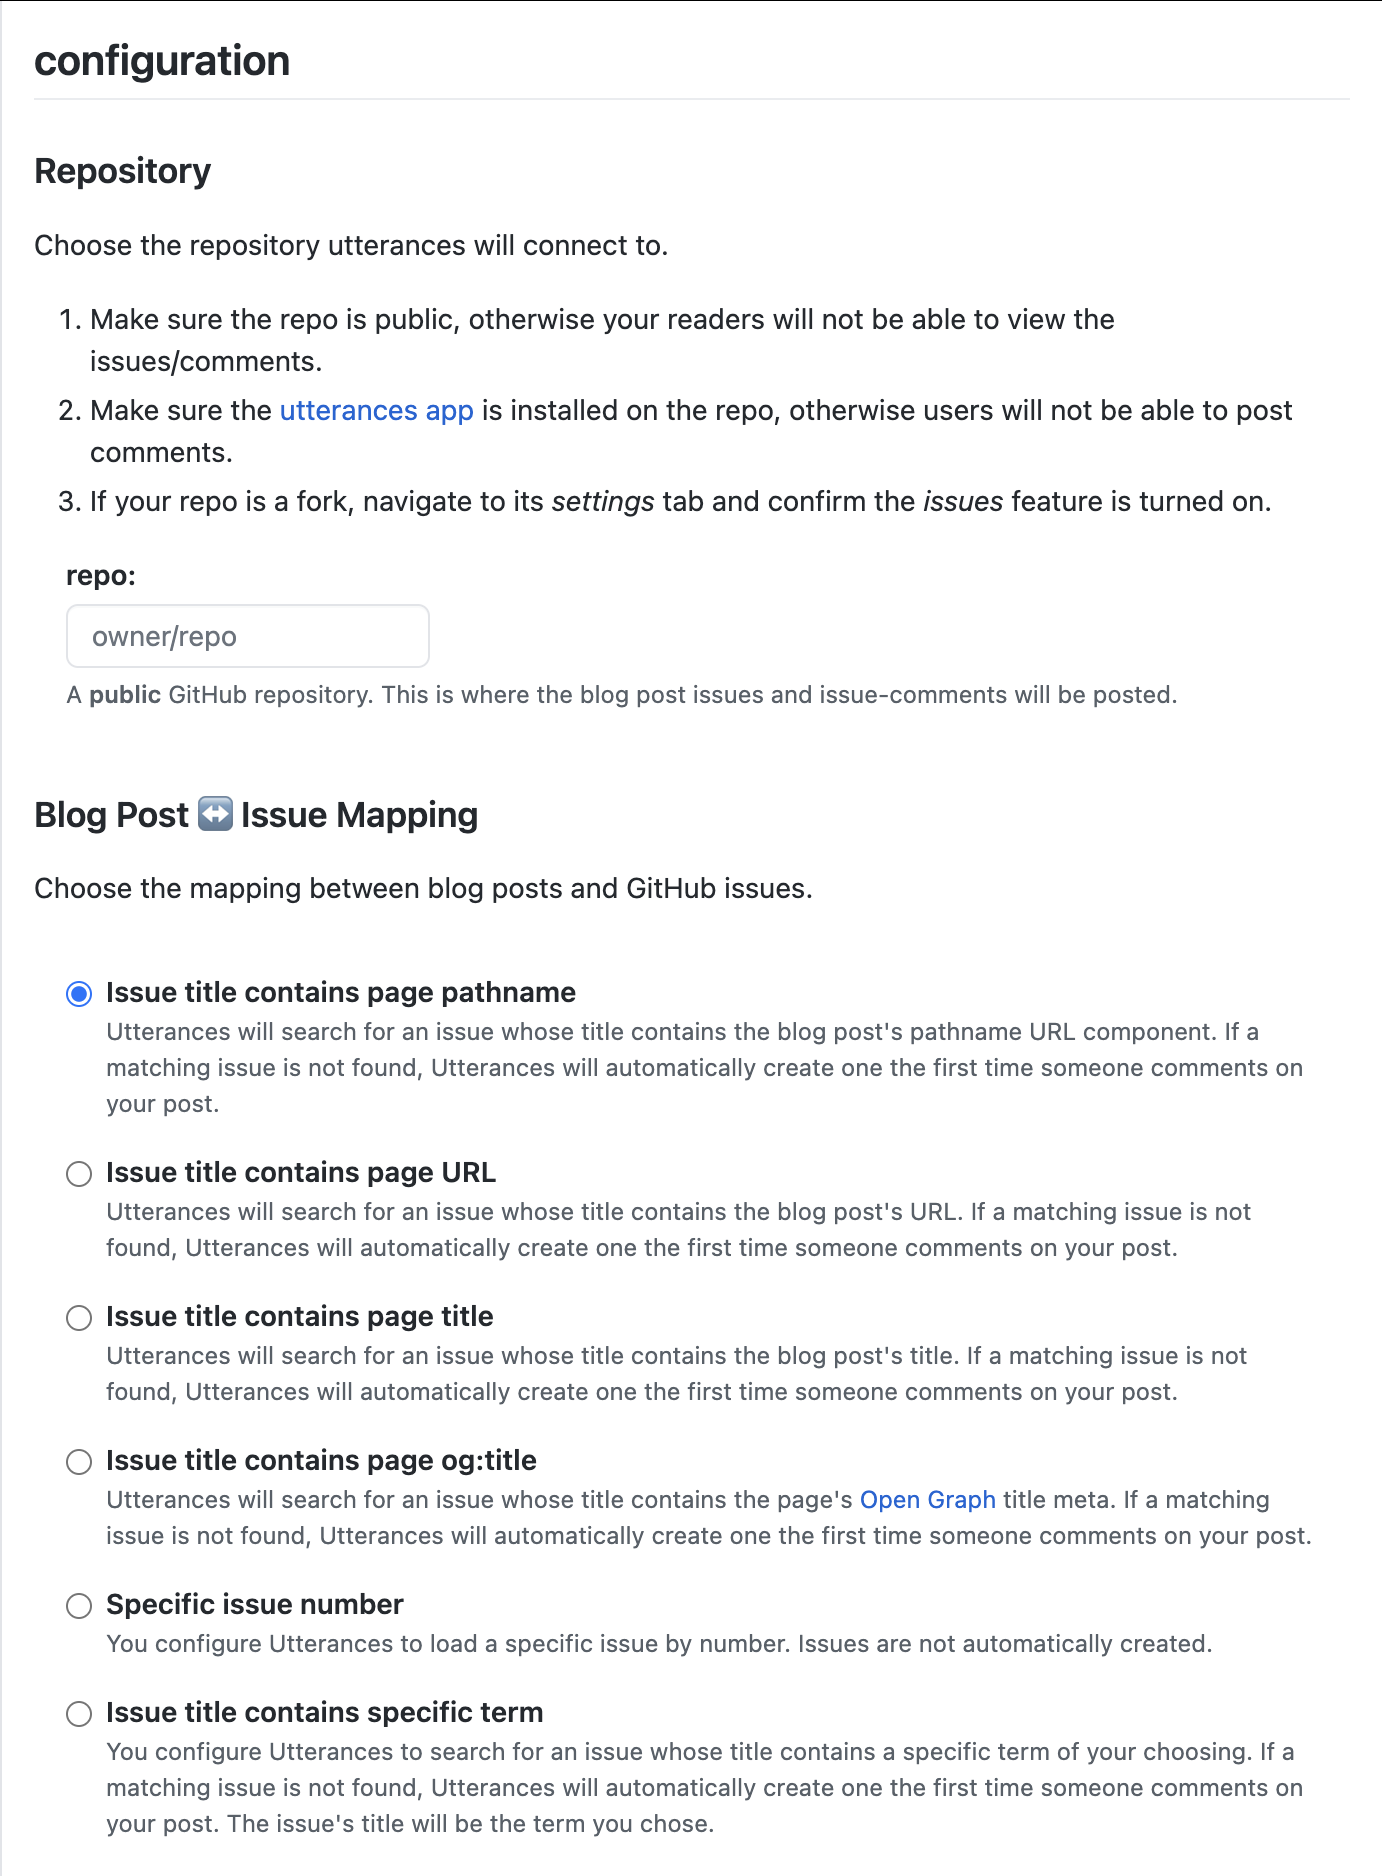 configuration
Repository
Choose the repository utterances will connect to.
1. Make sure the repo is public, otherwise your readers will not be able to view the
issues/comments.
2. Make sure the utterances app is installed on the repo, otherwise users will not be able to post
comments.
3. If your repo is a fork, navigate to its settings tab and confirm the issues feature is turned on.
repo:
owner/repo
A public GitHub repository. This is where the blog post issues and issue-comments will be posted.
Blog Post ↔️ Issue Mapping
Choose the mapping between blog posts and GitHub issues.
Issue title contains page pathname
Utterances will search for an issue whose title contains the blog post's pathname URL component. If a
matching issue is not found, Utterances will automatically create one the first time someone comments on
your post.
Issue title contains page URL
Utterances will search for an issue whose title contains the blog post's URL. If a matching issue is not
found, Utterances will automatically create one the first time someone comments on your post.
Issue title contains page title
Utterances will search for an issue whose title contains the blog post's title. If a matching issue is not
found, Utterances will automatically create one the first time someone comments on your post.
Issue title contains page og:title
Utterances will search for an issue whose title contains the page's Open Graph title meta. If a matching
issue is not found, Utterances will automatically create one the first time someone comments on your post.
Specific issue number
You configure Utterances to load a specific issue by number. Issues are not automatically created.
Issue title contains specific term
You configure Utterances to search for an issue whose title contains a specific term of your choosing. If a
matching issue is not found, Utterances will automatically create one the first time someone comments on
your post. The issue's title will be the term you chose.